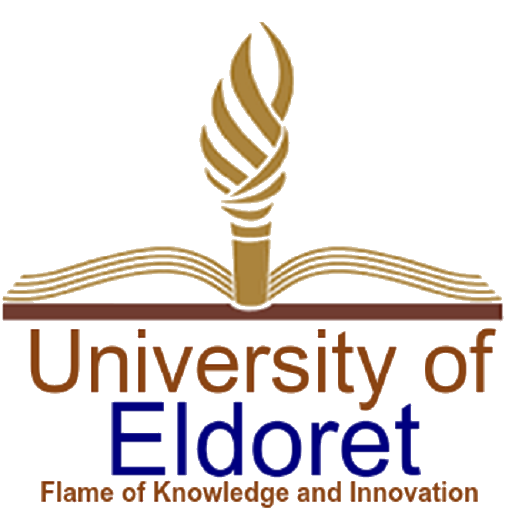 University of
Eldoret
Flame of Knowledge and Innovation